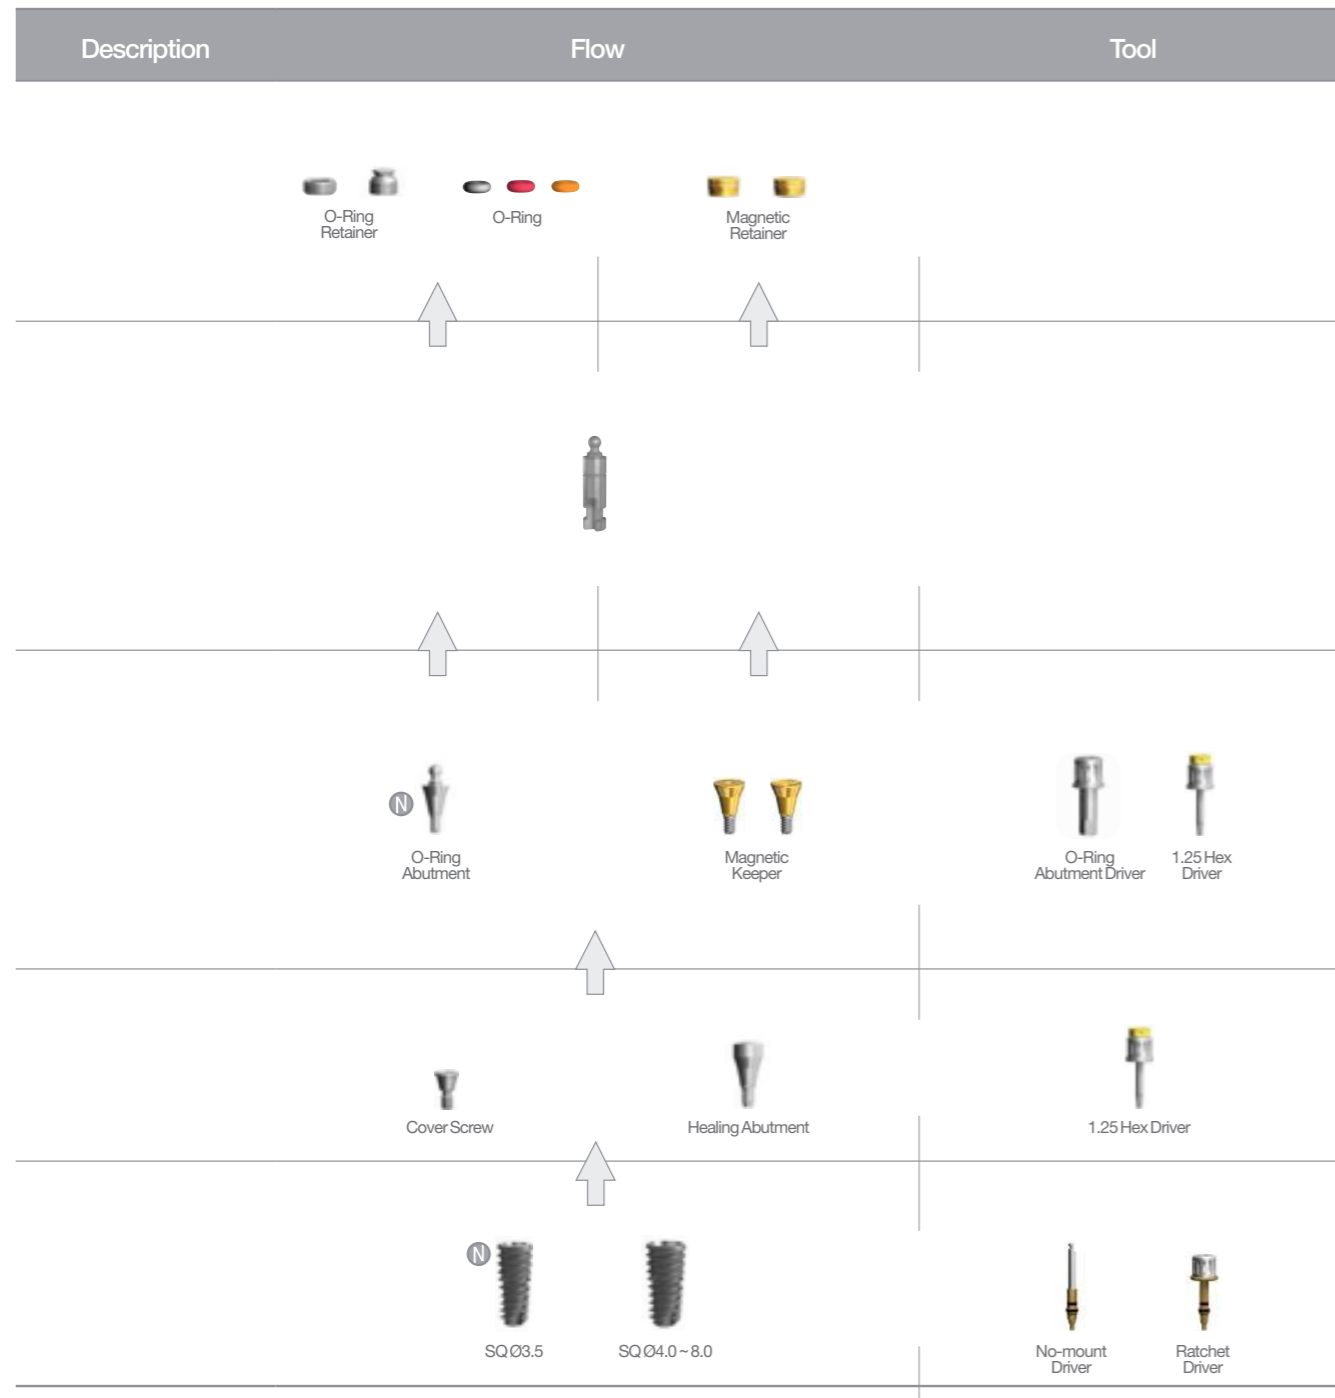 Description Flow Tool
O-Ring
Retainer
O-Ring
Magnetic
Retainer
N
O-Ring
Abutment
Magnetic
Keeper
O-Ring
Abutment Driver
1.25 Hex
Driver
Cover Screw
Healing Abutment
1.25 Hex Driver
N
SQ Ø3.5
SQ Ø4.0 ~ 8.0
No-mount
Driver
Ratchet
Driver